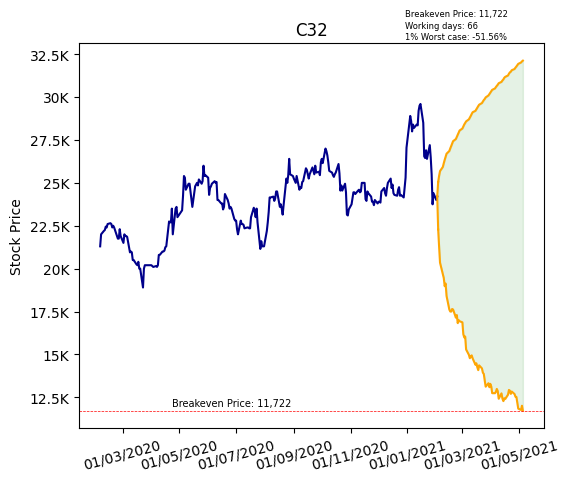 Breakeven Price: 11,722
Working days: 66
1% Worst case: -51.56%
C32
Stock Price
32.5K
30K
27.5K
25K
22.5K
20K
17.5K
15K
12.5K
Breakeven Price: 11,722
01/03/2020
01/05/2020
01/07/2020
01/09/2020
01/11/2020
01/01/2021
01/03/2021
01/05/2021